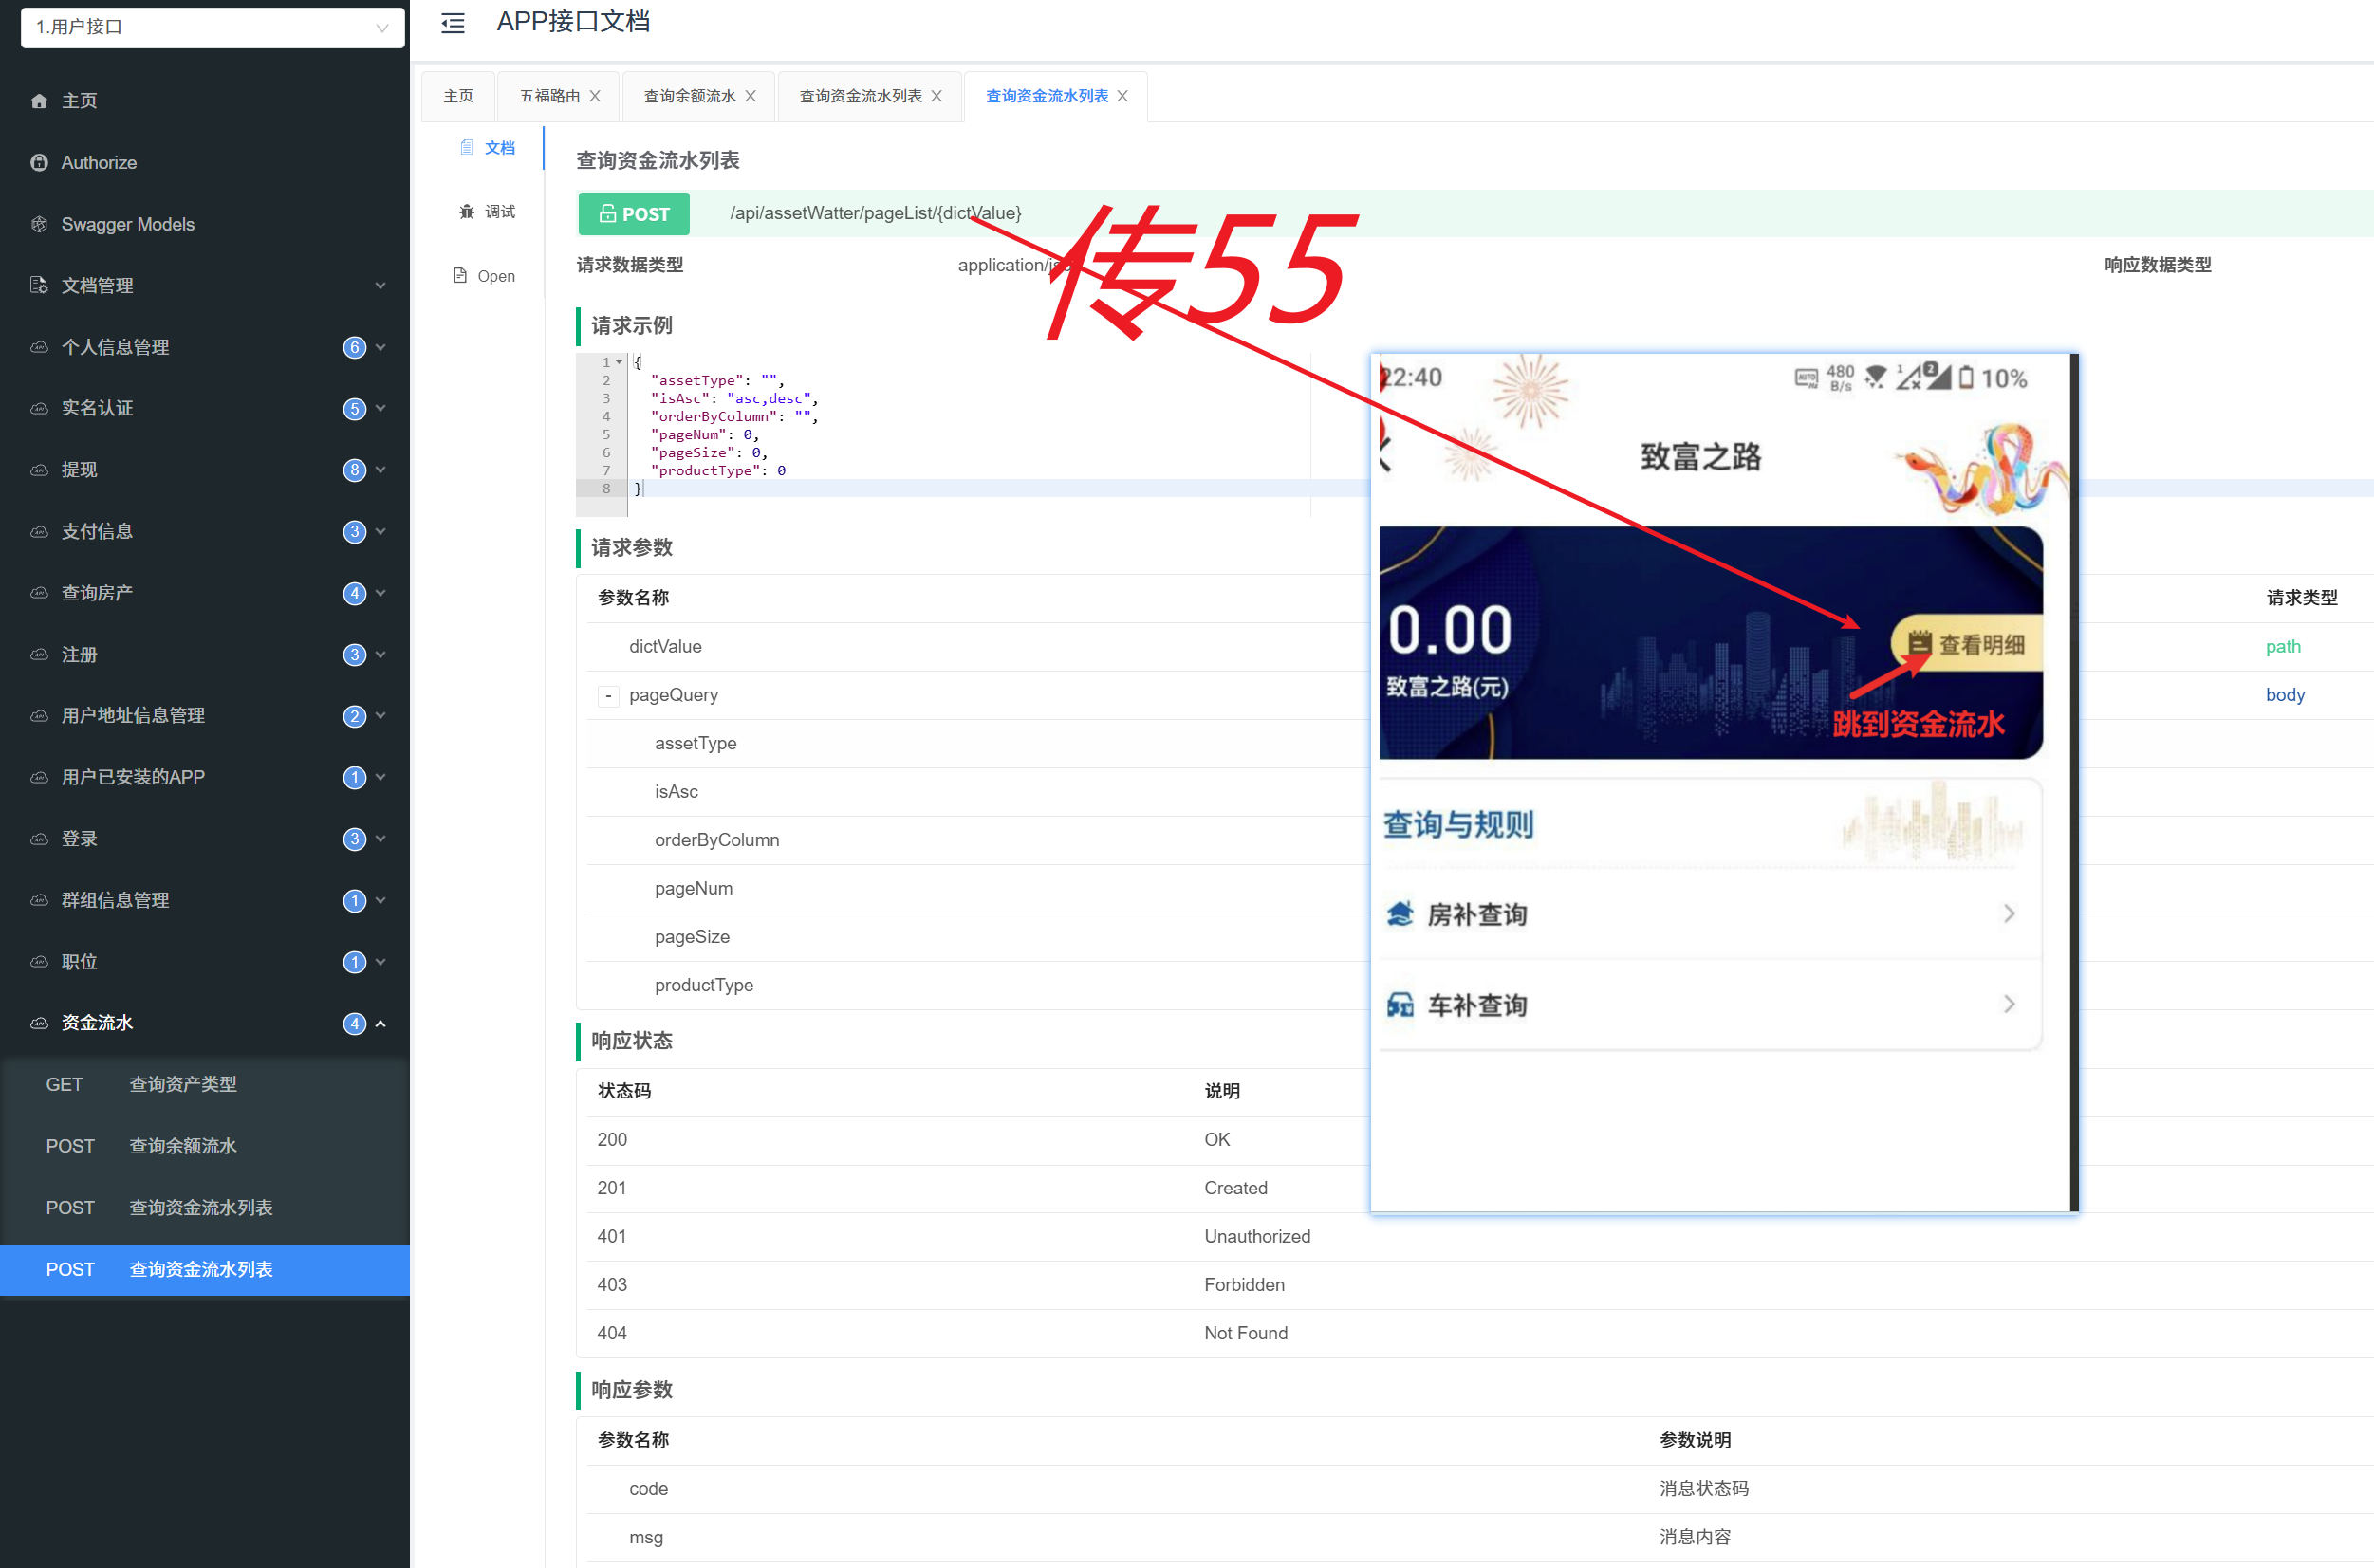 1.用户接口
主页
Authorize
Swagger Models
文档管理
个人信息管理 6
实名认证 5
提现 8
支付信息 3
查询房产 4
注册 3
用户地址信息管理 2
用户已安装的APP 1
登录 3
群组信息管理 1
职位 1
资金流水 4
GET 查询资产类型
POST 查询余额流水
POST 查询资金流水列表
POST 查询资金流水列表
APP接口文档
主页 五福路由 查询余额流水 查询资金流水列表 查询资金流水列表
文档
调试
Open
查询资金流水列表
POST /api/assetWatter/pageList/{dictValue}
传55
请求数据类型 application/json 响应数据类型
请求示例
1 {
2 "assetType": "",
3 "isAsc": "asc,desc",
4 "orderByColumn": "",
5 "pageNum": 0,
6 "pageSize": 0,
7 "productType": 0
8 }
请求参数
参数名称 请求类型
dictValue path
- pageQuery body
assetType
isAsc
orderByColumn
pageNum
pageSize
productType
响应状态
状态码 说明
200 OK
201 Created
401 Unauthorized
403 Forbidden
404 Not Found
响应参数
参数名称 参数说明
code 消息状态码
msg 消息内容
22:40 480 B/s 1 2 10%
致富之路
0.00
致富之路(元)
查看明细
跳到资金流水
查询与规则
房补查询
车补查询